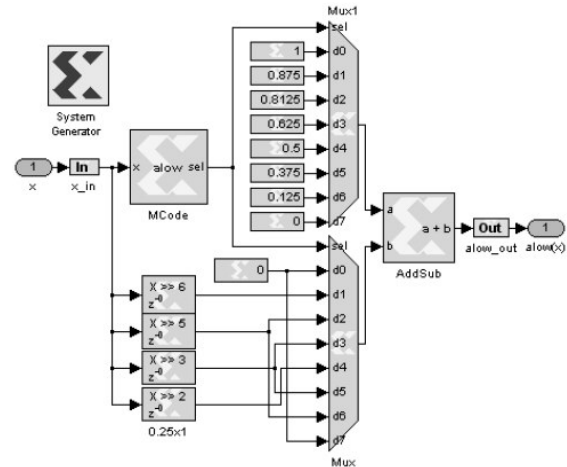 Mux1
sel
1 d0
0.875 d1
0.8125 d2
0.625 d3
0.5 d4
0.375 d5
0.125 d6
0 d7
System
Generator
1 In x alow sel
x x_in MCode
a
a + b Out 1
b
AddSub alow_out alow(x)
sel
0 d0
X >> 6 d1
z-0
d2
X >> 5
z-0
d3
X >> 3 d4
z-0
d5
X >> 2 d6
z-0
0.25x1
d7
Mux